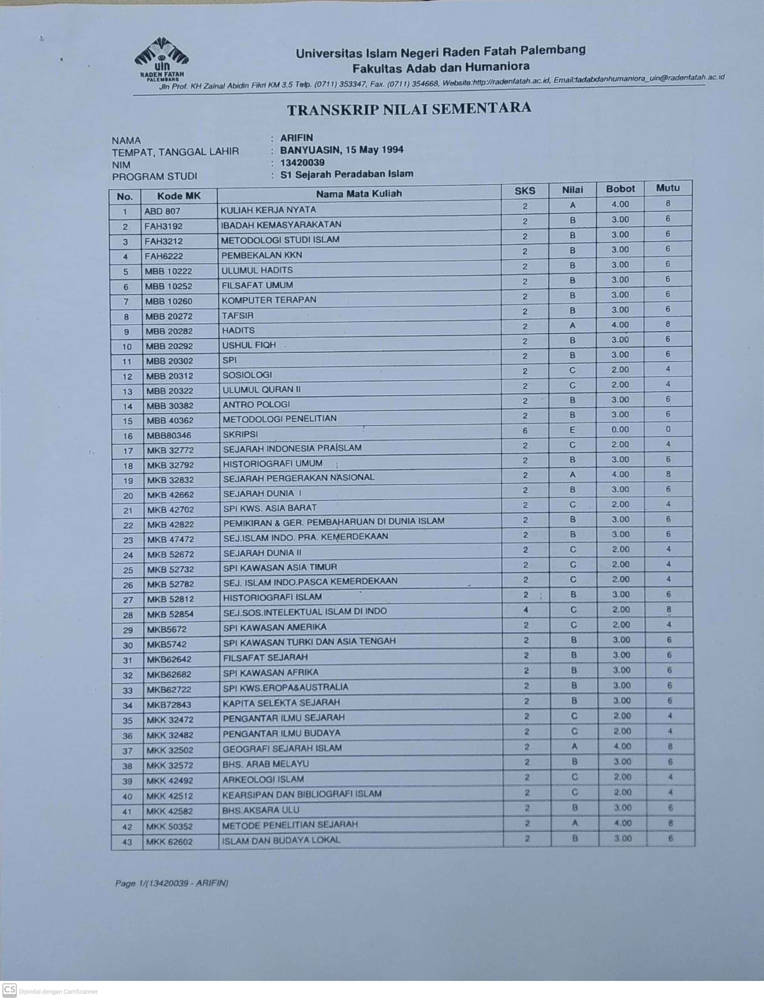 uin
RADEN FATAH
PALEMBANG
Universitas Islam Negeri Raden Fatah Palembang
Fakultas Adab dan Humaniora
Jln Prof. KH Zainal Abidin Fikri KM 3,5 Telp. (0711) 353347, Fax. (0711) 354668, Website:http://radenfatah.ac.id, Email:fadabdanhumaniora_uin@radenfatah.ac.id
TRANSKRIP NILAI SEMENTARA
NAMA : ARIFIN
TEMPAT, TANGGAL LAHIR : BANYUASIN, 15 May 1994
NIM : 13420039
PROGRAM STUDI : S1 Sejarah Peradaban Islam
No. Kode MK Nama Mata Kuliah SKS Nilai Bobot Mutu
1 ABD 807 KULIAH KERJA NYATA 2 A 4.00 8
2 FAH3192 IBADAH KEMASYARAKATAN 2 B 3.00 6
3 FAH3212 METODOLOGI STUDI ISLAM 2 B 3.00 6
4 FAH6222 PEMBEKALAN KKN 2 B 3.00 6
5 MBB 10222 ULUMUL HADITS 2 B 3.00 6
6 MBB 10252 FILSAFAT UMUM 2 B 3.00 6
7 MBB 10260 KOMPUTER TERAPAN 2 B 3.00 6
8 MBB 20272 TAFSIR 2 B 3.00 6
9 MBB 20282 HADITS 2 A 4.00 8
10 MBB 20292 USHUL FIQH 2 B 3.00 6
11 MBB 20302 SPI 2 B 3.00 6
12 MBB 20312 SOSIOLOGI 2 C 2.00 4
13 MBB 20322 ULUMUL QURAN II 2 C 2.00 4
14 MBB 30382 ANTRO POLOGI 2 B 3.00 6
15 MBB 40362 METODOLOGI PENELITIAN 2 B 3.00 6
16 MBB80346 SKRIPSI 6 E 0.00 0
17 MKB 32772 SEJARAH INDONESIA PRAISLAM 2 C 2.00 4
18 MKB 32792 HISTORIOGRAFI UMUM 2 B 3.00 6
19 MKB 32832 SEJARAH PERGERAKAN NASIONAL 2 A 4.00 8
20 MKB 42662 SEJARAH DUNIA I 2 B 3.00 6
21 MKB 42702 SPI KWS. ASIA BARAT 2 C 2.00 4
22 MKB 42822 PEMIKIRAN & GER. PEMBAHARUAN DI DUNIA ISLAM 2 B 3.00 6
23 MKB 47472 SEJ.ISLAM INDO. PRA. KEMERDEKAAN 2 B 3.00 6
24 MKB 52672 SEJARAH DUNIA II 2 C 2.00 4
25 MKB 52732 SPI KAWASAN ASIA TIMUR 2 C 2.00 4
26 MKB 52782 SEJ. ISLAM INDO.PASCA KEMERDEKAAN 2 C 2.00 4
27 MKB 52812 HISTORIOGRAFI ISLAM 2 B 3.00 6
28 MKB 52854 SEJ.SOS.INTELEKTUAL ISLAM DI INDO 4 C 2.00 8
29 MKB5672 SPI KAWASAN AMERIKA 2 C 2.00 4
30 MKB5742 SPI KAWASAN TURKI DAN ASIA TENGAH 2 B 3.00 6
31 MKB62642 FILSAFAT SEJARAH 2 B 3.00 6
32 MKB62682 SPI KAWASAN AFRIKA 2 B 3.00 6
33 MKB62722 SPI KWS.EROPA&AUSTRALIA 2 B 3.00 6
34 MKB72843 KAPITA SELEKTA SEJARAH 2 B 3.00 6
35 MKK 32472 PENGANTAR ILMU SEJARAH 2 C 2.00 4
36 MKK 32482 PENGANTAR ILMU BUDAYA 2 C 2.00 4
37 MKK 32502 GEOGRAFI SEJARAH ISLAM 2 A 4.00 8
38 MKK 32572 BHS. ARAB MELAYU 2 B 3.00 6
39 MKK 42492 ARKEOLOGI ISLAM 2 C 2.00 4
40 MKK 42512 KEARSIPAN DAN BIBLIOGRAFI ISLAM 2 C 2.00 4
41 MKK 42582 BHS.AKSARA ULU 2 B 3.00 6
42 MKK 50352 METODE PENELITIAN SEJARAH 2 A 4.00 8
43 MKK 62602 ISLAM DAN BUDAYA LOKAL 2 B 3.00 6
Page 1/(13420039 - ARIFIN)
CS Dipindai dengan CamScanner